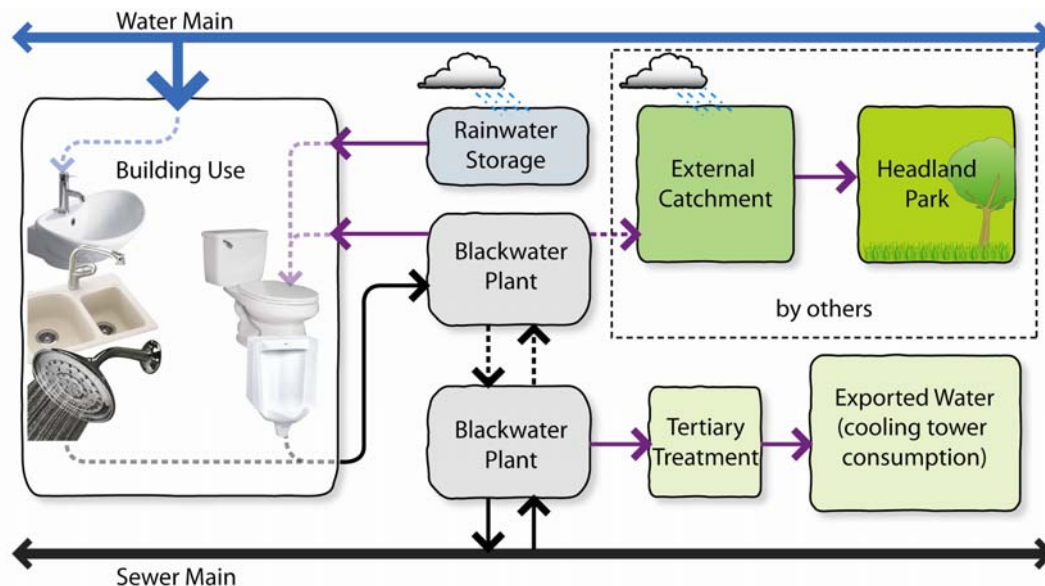 Water Main
Building Use
Rainwater
Storage
External
Catchment
Headland
Park
Blackwater
Plant
by others
Blackwater
Plant
Tertiary
Treatment
Exported Water
(cooling tower
consumption)
Sewer Main